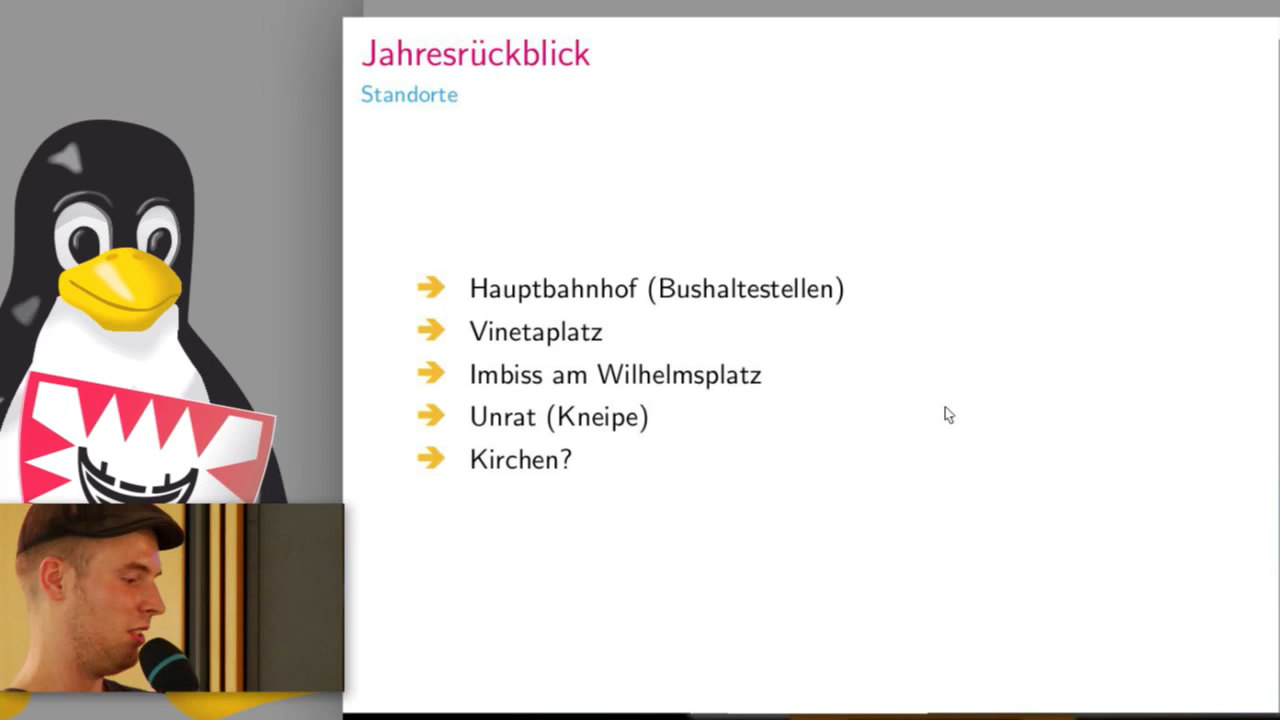 Jahresrückblick
Standorte
Hauptbahnhof (Bushaltestellen)
Vinetaplatz
Imbiss am Wilhelmsplatz
Unrat (Kneipe)
Kirchen?